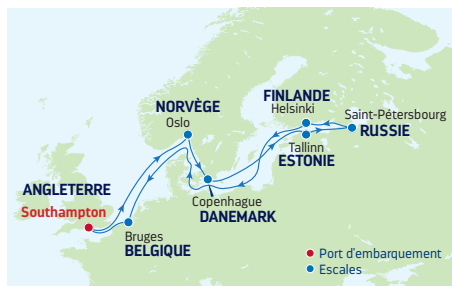 NORVÈGE
Oslo
FINLANDE
Helsinki
Saint-Pétersbourg
RUSSIE
Tallinn
ESTONIE
ANGLETERRE
Southampton
Copenhague
DANEMARK
Bruges
BELGIQUE
Port d'embarquement
Escales